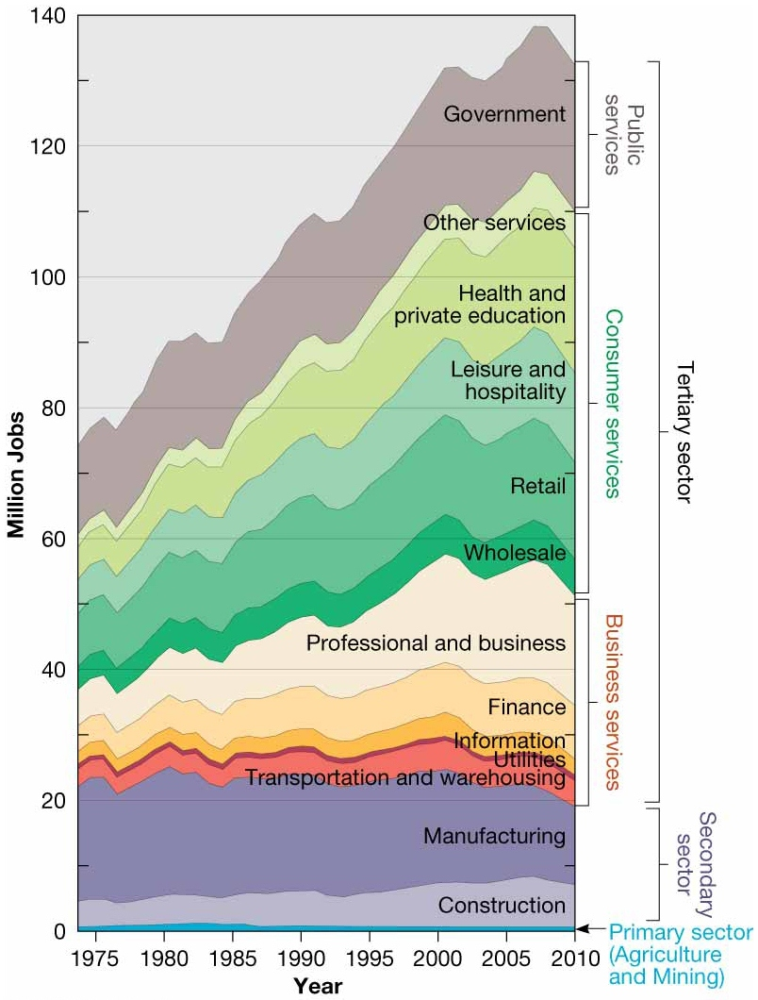 140
120
100
80
60
40
20
0
Million Jobs
1975 1980 1985 1990 1995 2000 2005 2010
Year
Government
Other services
Health and
private education
Leisure and
hospitality
Retail
Wholesale
Professional and business
Finance
Information
Utilities
Transportation and warehousing
Manufacturing
Construction
Public
services
Consumer services
Business services
Tertiary sector
Secondary
sector
Primary sector
(Agriculture
and Mining)